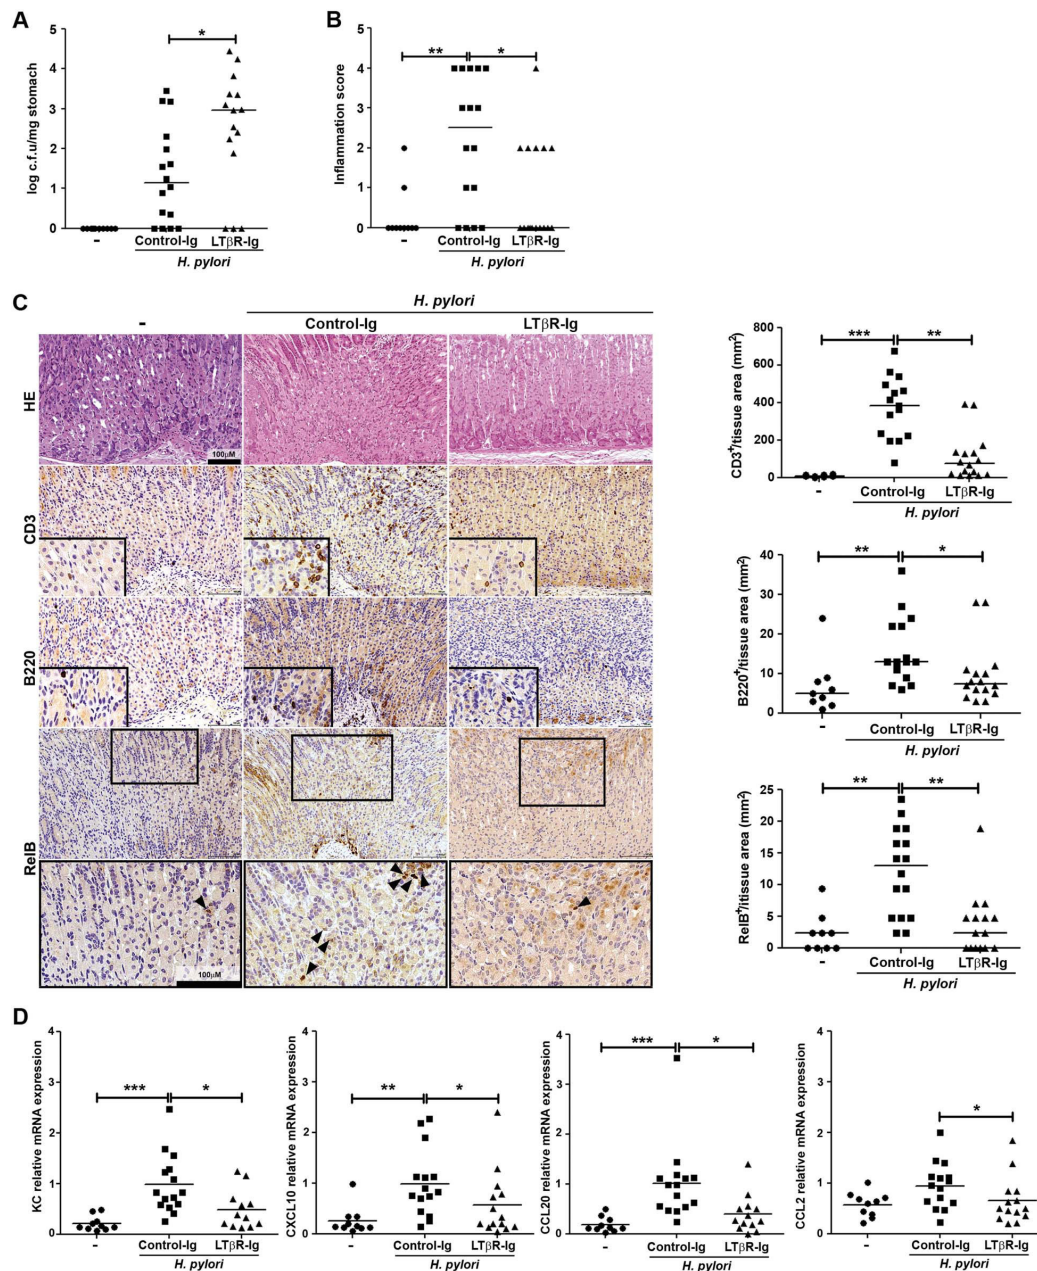 A
log c.f.u/mg stomach
5
4
3
2
1
0
*
-
Control-Ig
LTβR-Ig
H. pylori
B
Inflammation score
5
4
3
2
1
0
**
*
-
Control-Ig
LTβR-Ig
H. pylori
C
H. pylori
-
Control-Ig
LTβR-Ig
HE
100μM
CD3
B220
RelB
100μM
CD3+/tissue area (mm2)
800
600
400
200
0
***
**
-
Control-Ig
LTβR-Ig
H. pylori
B220+/tissue area (mm2)
40
30
20
10
0
**
*
-
Control-Ig
LTβR-Ig
H. pylori
RelB+/itissue area (mm2)
25
20
15
10
5
0
**
**
-
Control-Ig
LTβR-Ig
H. pylori
D
KC relative mRNA expression
4
3
2
1
0
***
*
-
Control-Ig
LTβR-Ig
H. pylori
CXCL10 relative mRNA expression
4
3
2
1
0
**
*
-
Control-Ig
LTβR-Ig
H. pylori
CCL20 relative mRNA expression
4
3
2
1
0
***
*
-
Control-Ig
LTβR-Ig
H. pylori
CCL2 relative mRNA expression
4
3
2
1
0
*
-
Control-Ig
LTβR-Ig
H. pylori